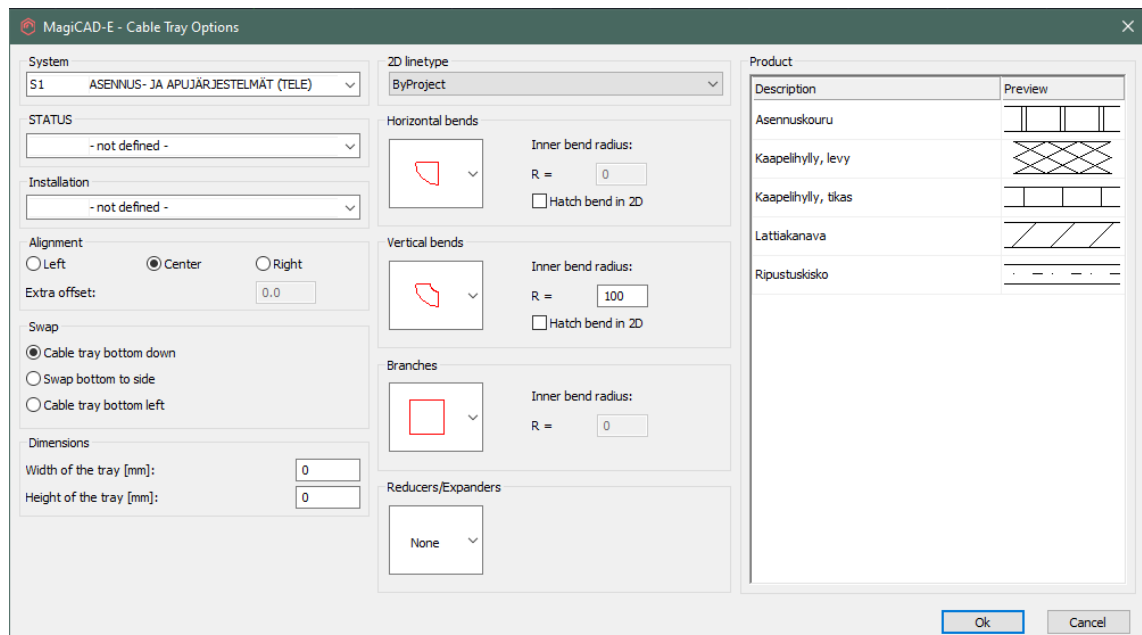 MagiCAD-E - Cable Tray Options
System
S1 ASENNUS- JA APUJÄRJESTELMÄT (TELE)
STATUS
- not defined -
Installation
- not defined -
Alignment
Left Center Right
Extra offset: 0.0
Swap
Cable tray bottom down
Swap bottom to side
Cable tray bottom left
Dimensions
Width of the tray [mm]: 0
Height of the tray [mm]: 0
2D linetype
ByProject
Horizontal bends
Inner bend radius:
R = 0
Hatch bend in 2D
Vertical bends
Inner bend radius:
R = 100
Hatch bend in 2D
Branches
Inner bend radius:
R = 0
Reducers/Expanders
None
Product
Description Preview
Asennuskouru
Kaapelihylly, levy
Kaapelihylly, tikas
Lattiakanava
Ripustuskisko
Ok Cancel